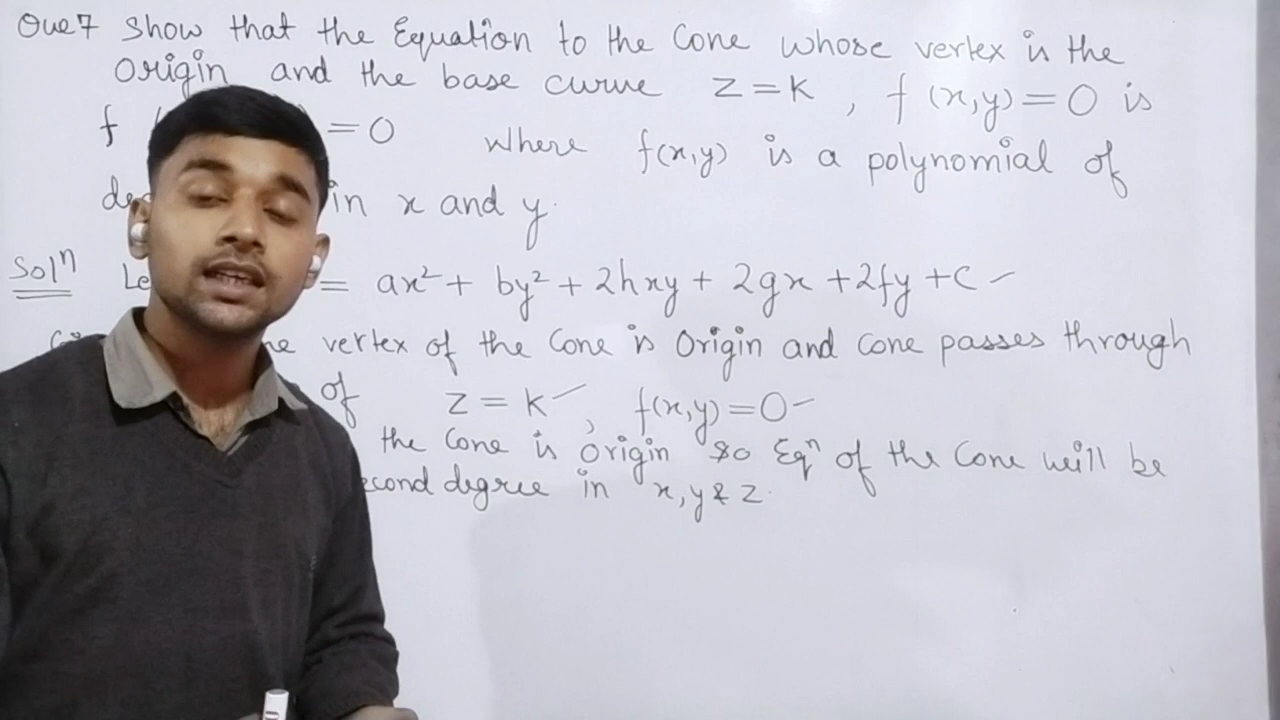 Que 7 Show that the Equation to the Cone whose vertex is the
Origin and the base curve z = k , f(x,y) = 0 is
f = 0 where f(x,y) is a polynomial of
in x and y.
Solⁿ = ax² + by² + 2hxy + 2gx + 2fy + c
vertex of the Cone is Origin and cone passes through
of z = k , f(x,y) = 0
the Cone is origin so Eqⁿ of the Cone will be
degree in x, y & z.